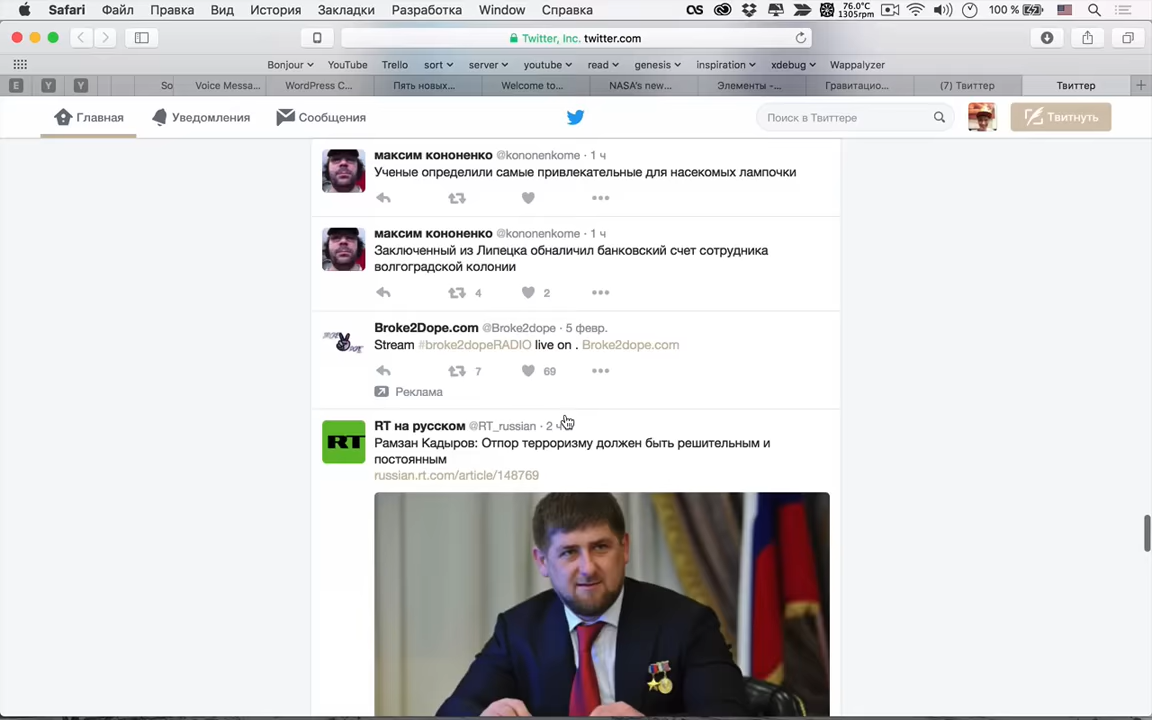 Safari Файл Правка Вид История Закладки Разработка Window Справка
76.0°C
1305rpm
100 %
Twitter, Inc. twitter.com
Bonjour YouTube Trello sort server youtube read genesis inspiration xdebug Wappalyzer
E Y Y So Voice Messa... WordPress C... Пять новых... Welcome to... NASA's new... Элементы -... Гравитацио... (7) Твиттер Твиттер
Главная Уведомления Сообщения Поиск в Твиттере Твитнуть
максим кононенко @kononenkome · 1 ч
Ученые определили самые привлекательные для насекомых лампочки
максим кононенко @kononenkome · 1 ч
Заключенный из Липецка обналичил банковский счет сотрудника
волгоградской колонии
4 2
Broke2Dope.com @Broke2dope · 5 февр.
Stream #broke2dopeRADIO live on . Broke2dope.com
7 69
Реклама
RT RT на русском @RT_russian · 2 ч
Рамзан Кадыров: Отпор терроризму должен быть решительным и
постоянным
russian.rt.com/article/148769